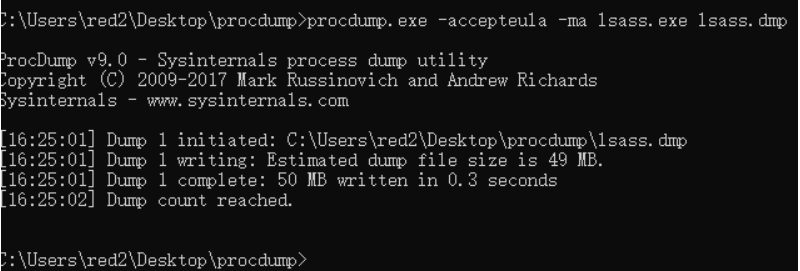 C:\Users\red2\Desktop\procdump>procdump.exe -accepteula -ma lsass.exe lsass.dmp
ProcDump v9.0 - Sysinternals process dump utility
Copyright (C) 2009-2017 Mark Russinovich and Andrew Richards
Sysinternals - www.sysinternals.com
[16:25:01] Dump 1 initiated: C:\Users\red2\Desktop\procdump\lsass.dmp
[16:25:01] Dump 1 writing: Estimated dump file size is 49 MB.
[16:25:01] Dump 1 complete: 50 MB written in 0.3 seconds
[16:25:02] Dump count reached.
C:\Users\red2\Desktop\procdump>